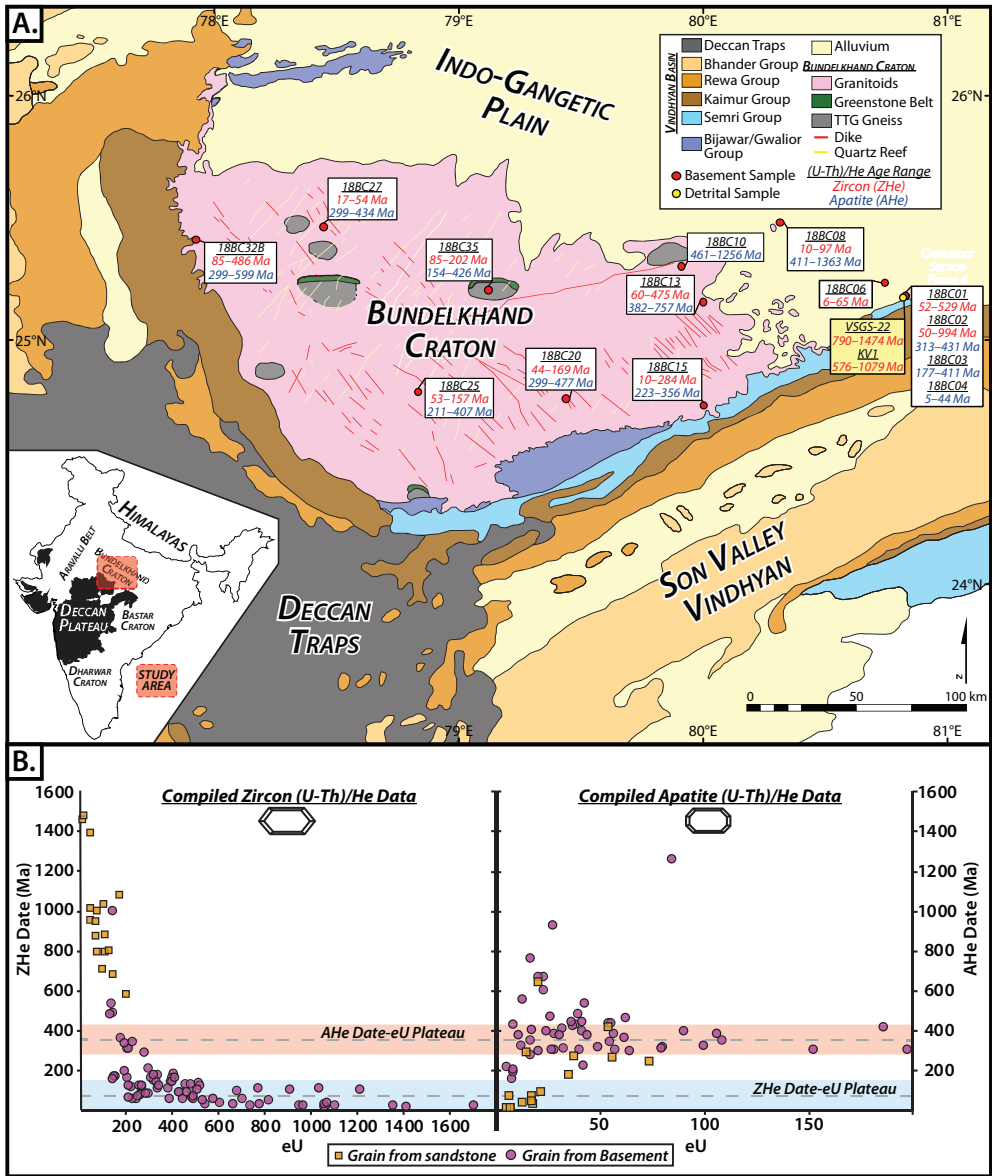 A.
78°E
79°E
80°E
81°E
26°N
26°N
25°N
25°N
24°N
79°E
80°E
81°E
INDO-GANGETIC
PLAIN
BUNDELKHAND
CRATON
DECCAN
TRAPS
SON VALLEY
VINDHYAN
VINDHYAN BASIN
Deccan Traps
Bhander Group
Rewa Group
Kaimur Group
Semri Group
Bijawar/Gwalior
Group
Basement Sample
Detrital Sample
Alluvium
BUNDELKHAND CRATON
Granitoids
Greenstone Belt
TTG Gneiss
Dike
Quartz Reef
(U-Th)/He Age Range
Zircon (ZHe)
Apatite (AHe)
18BC27
17–54 Ma
299–434 Ma
18BC32B
85–486 Ma
299–599 Ma
18BC35
85–202 Ma
154–426 Ma
18BC10
461–1256 Ma
18BC08
10–97 Ma
411–1363 Ma
18BC13
60–475 Ma
382–757 Ma
18BC06
6–65 Ma
18BC20
44–169 Ma
299–477 Ma
18BC25
53–157 Ma
211–407 Ma
18BC15
10–284 Ma
223–356 Ma
VSGS-22
790–1474 Ma
KV1
576–1079 Ma
18BC01
52–529 Ma
18BC02
50–994 Ma
313–431 Ma
18BC03
177–411 Ma
18BC04
5–44 Ma
HIMALAYAS
ARAVALLI BELT
BUNDELKHAND
CRATON
DECCAN
PLATEAU
BASTAR
CRATON
DHARWAR
CRATON
STUDY
AREA
N
0
50
100 km
B.
Compiled Zircon (U-Th)/He Data
ZHe Date (Ma)
1600
1400
1200
1000
800
600
400
200
200 400 600 800 1000 1200 1400 1600
eU
AHe Date-eU Plateau
Compiled Apatite (U-Th)/He Data
AHe Date (Ma)
1600
1400
1200
1000
800
600
400
200
50 100 150
eU
ZHe Date-eU Plateau
Grain from sandstone
Grain from Basement